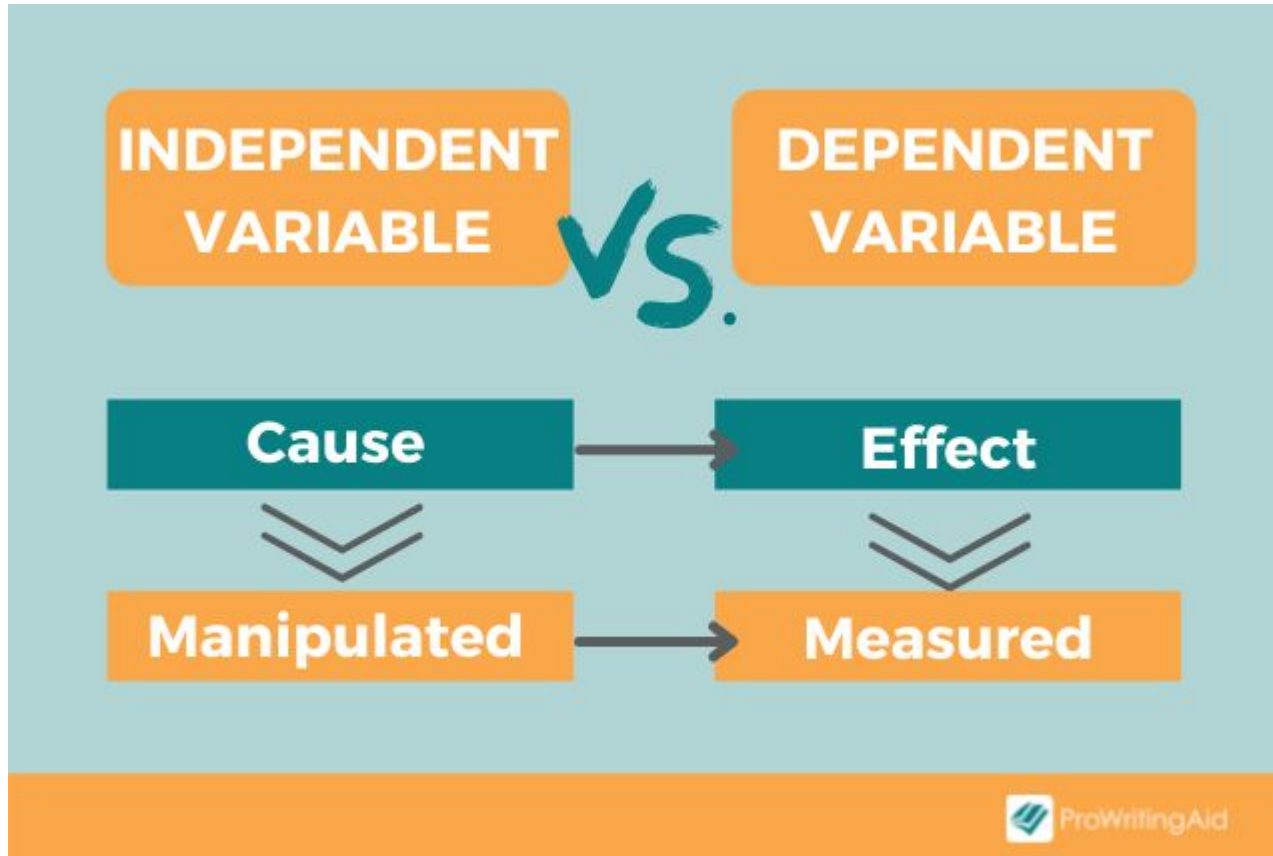 INDEPENDENT
VARIABLE
VS.
DEPENDENT
VARIABLE
Cause
Effect
Manipulated
Measured
ProWritingAid